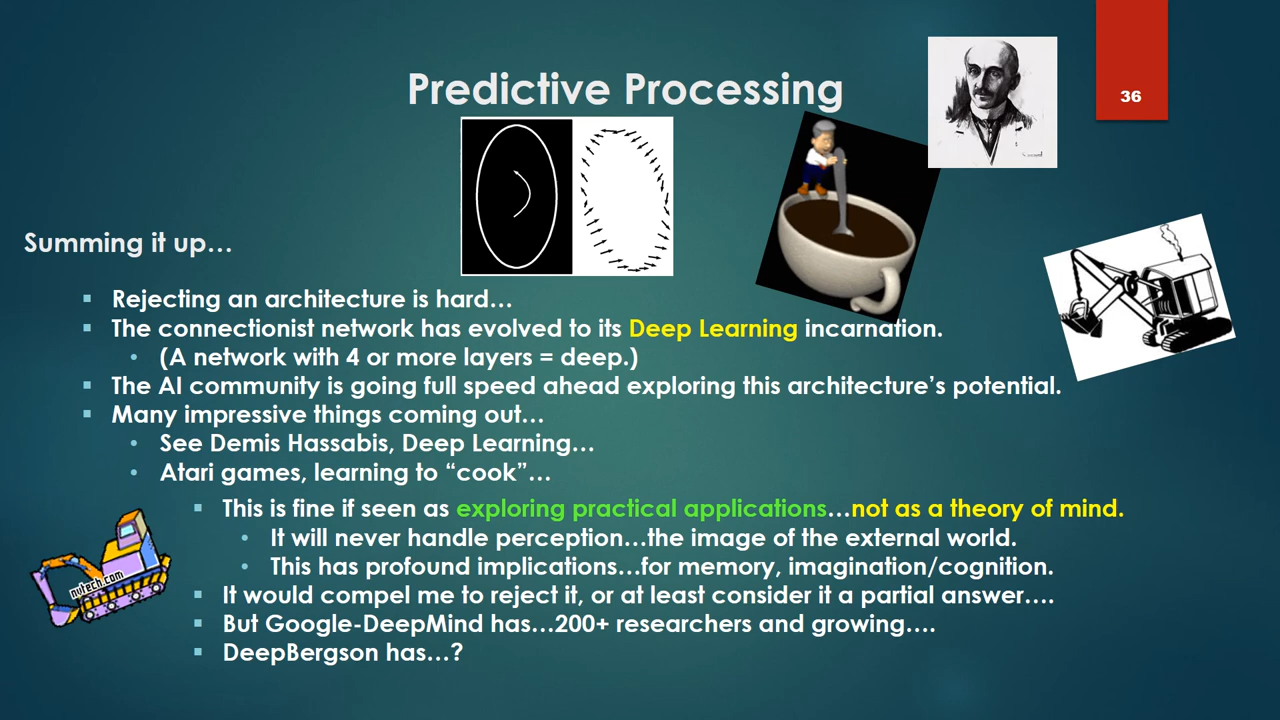 Predictive Processing
36
Summing it up…
Rejecting an architecture is hard…
The connectionist network has evolved to its Deep Learning incarnation.
(A network with 4 or more layers = deep.)
The AI community is going full speed ahead exploring this architecture’s potential.
Many impressive things coming out…
See Demis Hassabis, Deep Learning…
Atari games, learning to “cook”…
This is fine if seen as exploring practical applications…not as a theory of mind.
It will never handle perception…the image of the external world.
This has profound implications…for memory, imagination/cognition.
It would compel me to reject it, or at least consider it a partial answer….
But Google-DeepMind has…200+ researchers and growing….
DeepBergson has…?
nvtech.com